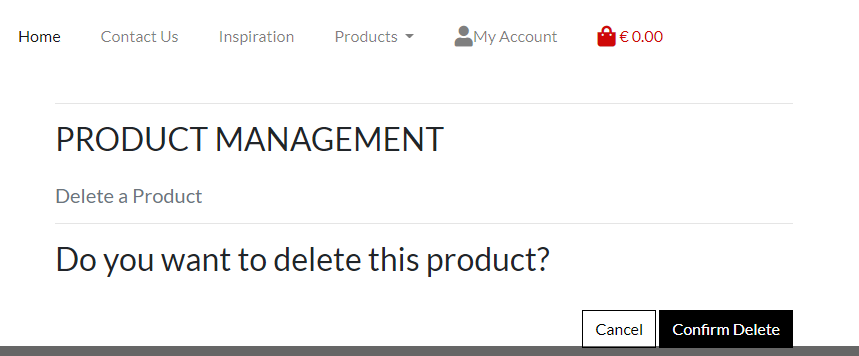 Home Contact Us Inspiration Products My Account € 0.00
PRODUCT MANAGEMENT
Delete a Product
Do you want to delete this product?
Cancel Confirm Delete